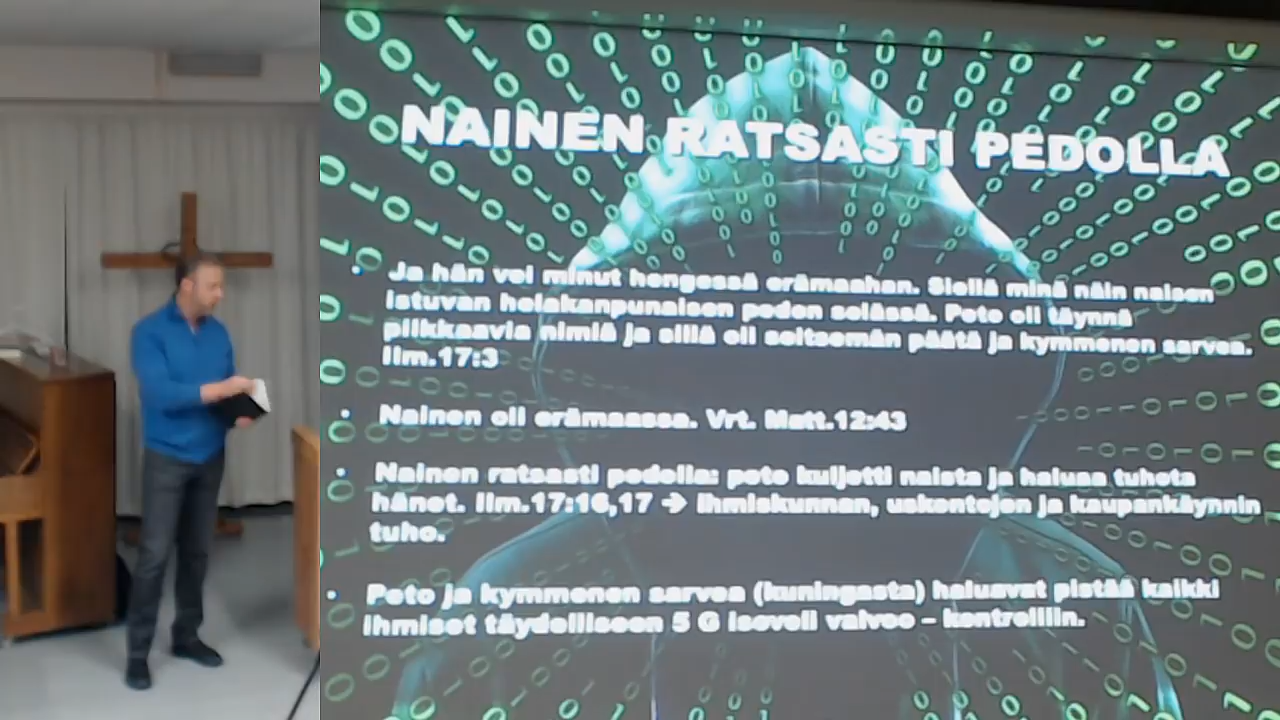 NAINEN RATSASTI PEDOLLA
Ja hän vei minut hengessä erämaahan. Siellä minä näin naisen
istuvan helakanpunaisen pedon selässä. Peto oli täynnä
pilkkaavia nimiä ja sillä oli seitsemän päätä ja kymmenen sarvea.
Ilm.17:3
Nainen oli erämaassa. Vrt. Matt.12:43
Nainen ratsasti pedolla: peto kuljetti naista ja haluaa tuhota
hänet. Ilm.17:16,17 → Ihmiskunnan, uskontojen ja kaupankäynnin
tuho.
Peto ja kymmenen sarvea (kuningasta) haluavat pistää kaikki
ihmiset täydelliseen 5 G isoveli valvoo – kontrolliin.